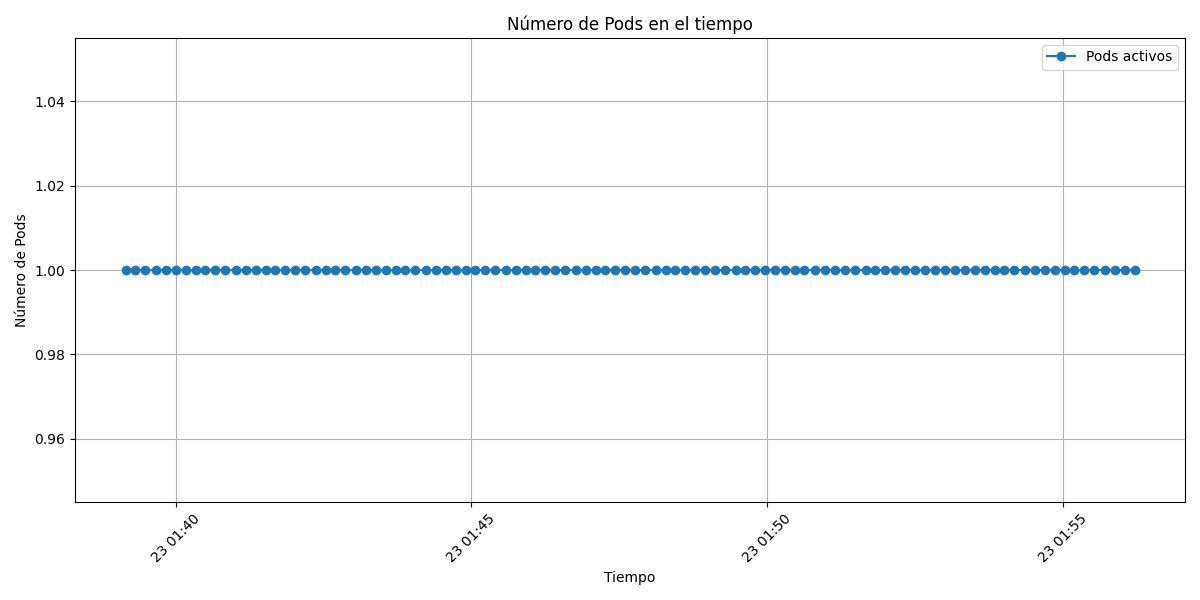 Número de Pods en el tiempo
Pods activos
1.04
1.02
1.00
0.98
0.96
Número de Pods
23 01:40
23 01:45
23 01:50
23 01:55
Tiempo